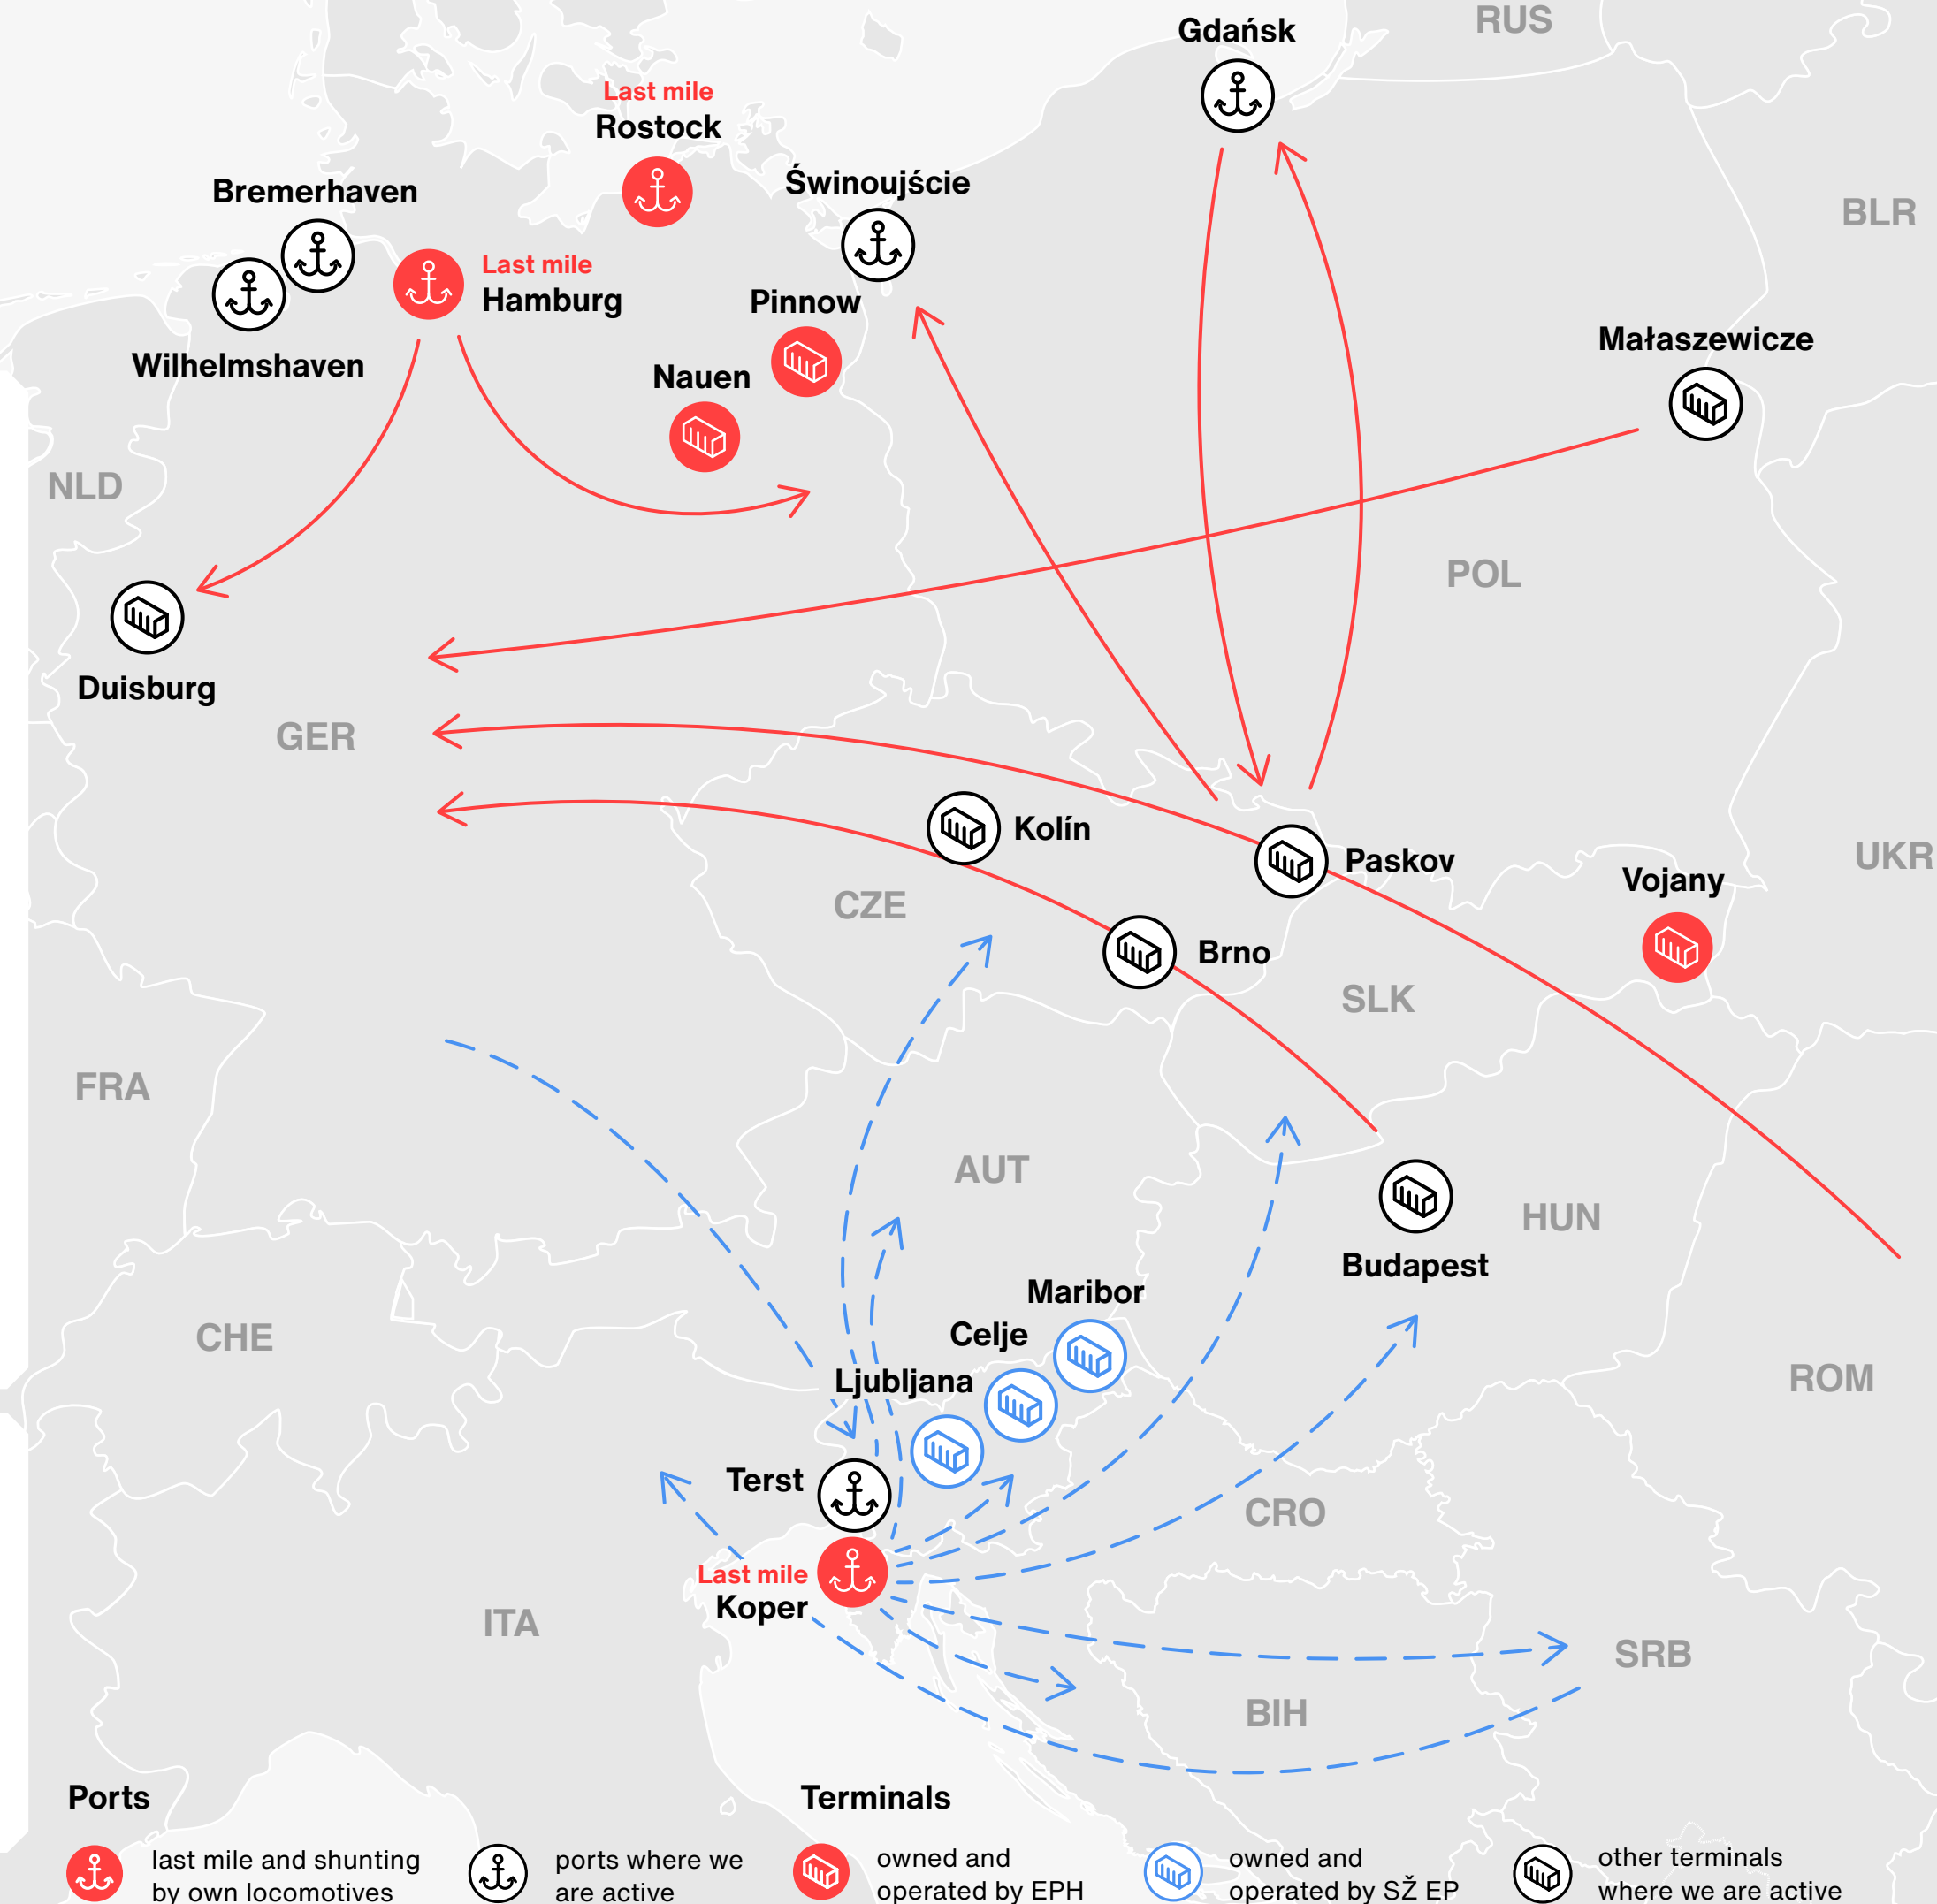 RUS
Gdańsk
Last mile
Rostock
Świnoujście
Bremerhaven
BLR
Last mile
Hamburg
Pinnow
Małaszewicze
Wilhelmshaven
Nauen
NLD
POL
Duisburg
GER
Kolín
Paskov
UKR
Vojany
CZE
Brno
SLK
FRA
AUT
HUN
Budapest
Maribor
Celje
CHE
Ljubljana
ROM
Terst
CRO
Last mile
Koper
ITA
SRB
BIH
Ports
last mile and shunting
by own locomotives
ports where we
are active
Terminals
owned and
operated by EPH
owned and
operated by SŽ EP
other terminals
where we are active